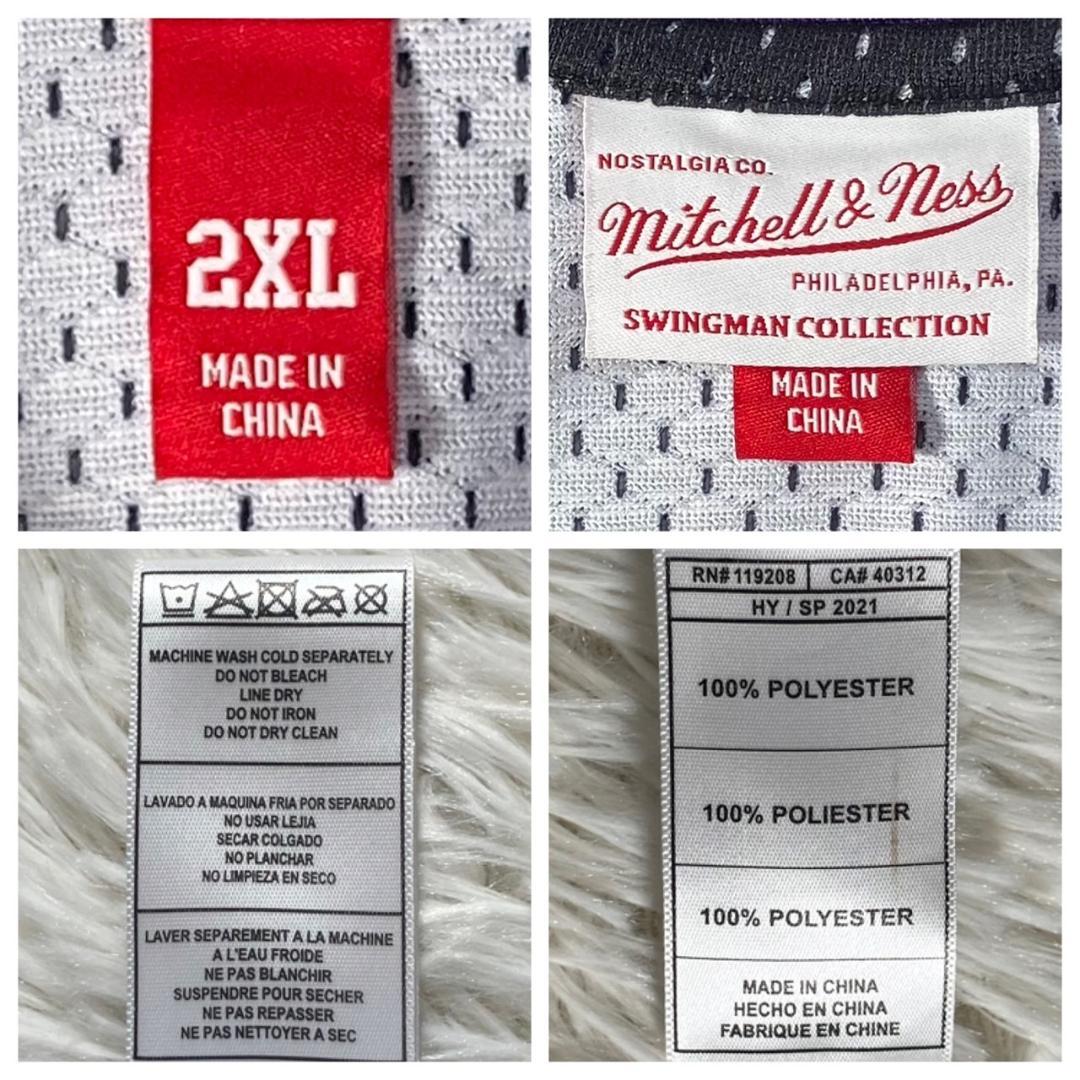 2XL
MADE IN
CHINA
NOSTALGIA CO.
Mitchell & Ness
PHILADELPHIA, PA.
SWINGMAN COLLECTION
MADE IN
CHINA
MACHINE WASH COLD SEPARATELY
DO NOT BLEACH
LINE DRY
DO NOT IRON
DO NOT DRY CLEAN
LAVADO A MAQUINA FRIA POR SEPARADO
NO USAR LEJIA
SECAR COLGADO
NO PLANCHAR
NO LIMPIEZA EN SECO
LAVER SEPAREMENT A LA MACHINE
A L'EAU FROIDE
NE PAS BLANCHIR
SUSPENDRE POUR SECHER
NE PAS REPASSER
NE PAS NETTOYER A SEC
RN# 119208 CA# 40312
HY / SP 2021
100% POLYESTER
100% POLIESTER
100% POLYESTER
MADE IN CHINA
HECHO EN CHINA
FABRIQUE EN CHINE